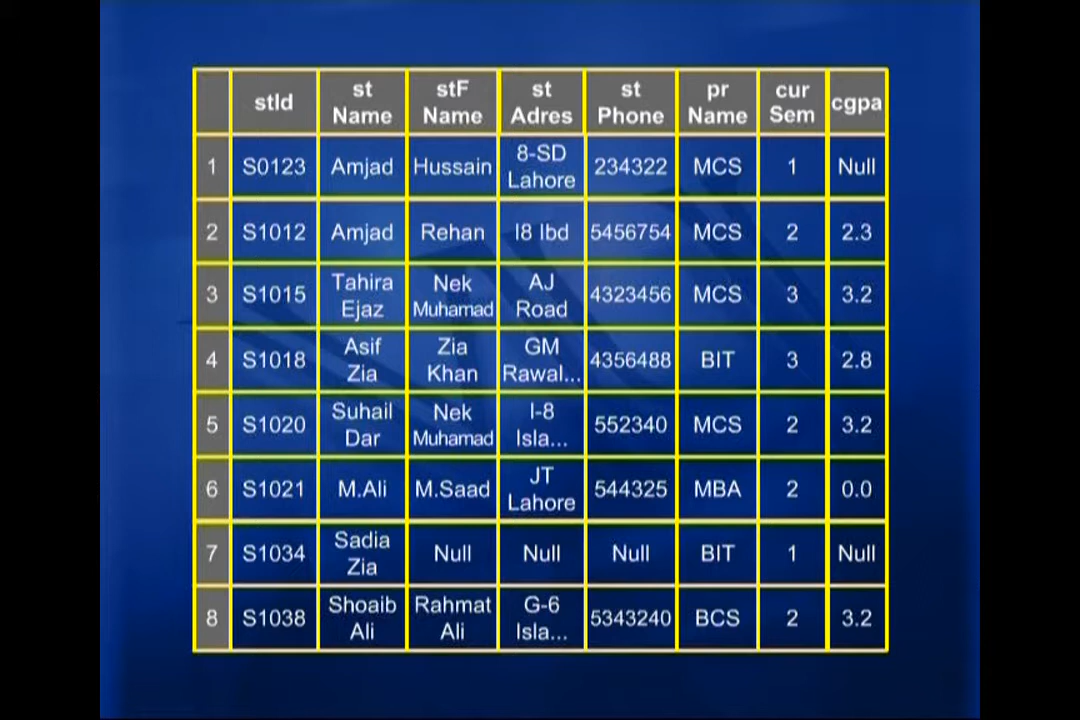 stId st Name stF Name st Adres st Phone pr Name cur Sem cgpa
1 S0123 Amjad Hussain 8-SD Lahore 234322 MCS 1 Null
2 S1012 Amjad Rehan I8 Ibd 5456754 MCS 2 2.3
3 S1015 Tahira Ejaz Nek Muhamad AJ Road 4323456 MCS 3 3.2
4 S1018 Asif Zia Zia Khan GM Rawal... 4356488 BIT 3 2.8
5 S1020 Suhail Dar Nek Muhamad I-8 Isla... 552340 MCS 2 3.2
6 S1021 M.Ali M.Saad JT Lahore 544325 MBA 2 0.0
7 S1034 Sadia Zia Null Null Null BIT 1 Null
8 S1038 Shoaib Ali Rahmat Ali G-6 Isla... 5343240 BCS 2 3.2